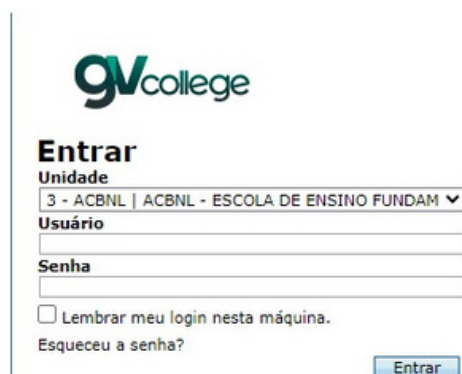 gvcollege
Entrar
Unidade
3 - ACBNL | ACBNL - ESCOLA DE ENSINO FUNDAM
Usuário
Senha
Lembrar meu login nesta máquina.
Esqueceu a senha?
Entrar